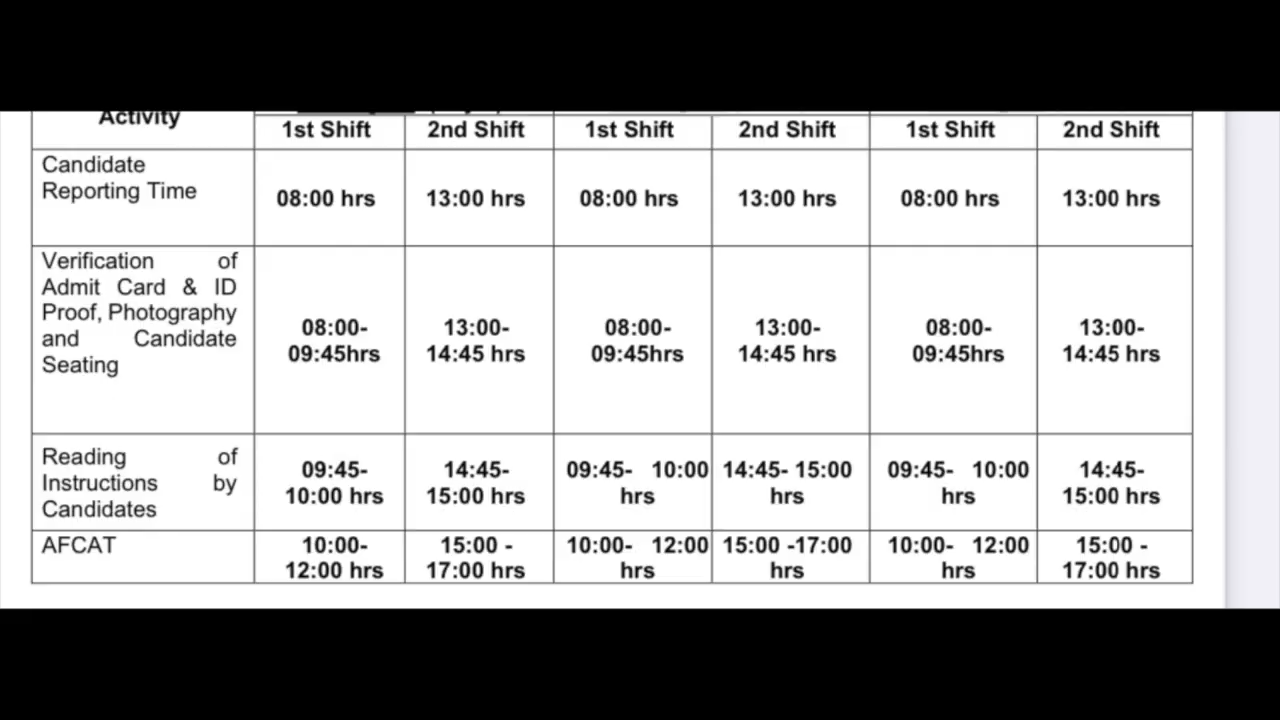 Activity
1st Shift 2nd Shift 1st Shift 2nd Shift 1st Shift 2nd Shift
Candidate
Reporting Time
08:00 hrs 13:00 hrs 08:00 hrs 13:00 hrs 08:00 hrs 13:00 hrs
Verification of
Admit Card & ID
Proof, Photography
and Candidate
Seating
08:00- 13:00- 08:00- 13:00- 08:00- 13:00-
09:45hrs 14:45 hrs 09:45hrs 14:45 hrs 09:45hrs 14:45 hrs
Reading of
Instructions by
Candidates
09:45- 14:45- 09:45- 10:00 14:45- 15:00 09:45- 10:00 14:45-
10:00 hrs 15:00 hrs hrs hrs hrs 15:00 hrs
AFCAT 10:00- 15:00 - 10:00- 12:00 15:00 -17:00 10:00- 12:00 15:00 -
12:00 hrs 17:00 hrs hrs hrs hrs 17:00 hrs